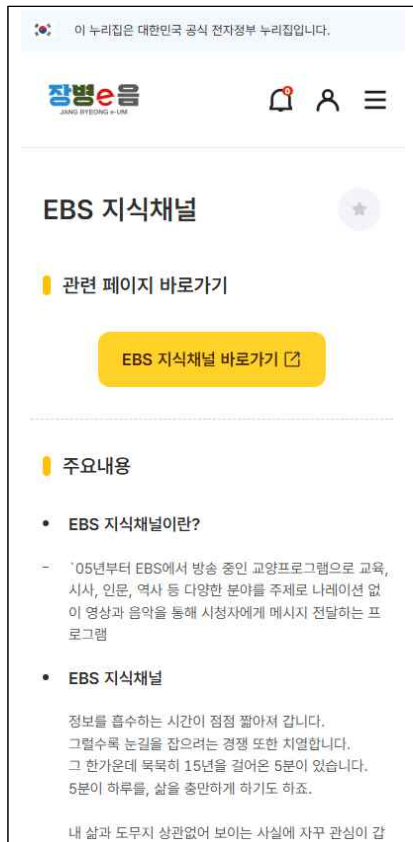 이 누리집은 대한민국 공식 전자정부 누리집입니다.
장병e음
JANG BYEONG e-UM
0
EBS 지식채널
관련 페이지 바로가기
EBS 지식채널 바로가기
주요내용
• EBS 지식채널이란?
- `05년부터 EBS에서 방송 중인 교양프로그램으로 교육,
시사, 인문, 역사 등 다양한 분야를 주제로 나레이션 없
이 영상과 음악을 통해 시청자에게 메시지 전달하는 프
로그램
• EBS 지식채널
정보를 흡수하는 시간이 점점 짧아져 갑니다.
그럴수록 눈길을 잡으려는 경쟁 또한 치열합니다.
그 한가운데 묵묵히 15년을 걸어온 5분이 있습니다.
5분이 하루를, 삶을 충만하게 하기도 하죠.
내 삶과 도무지 상관없어 보이는 사실에 자꾸 관심이 갑